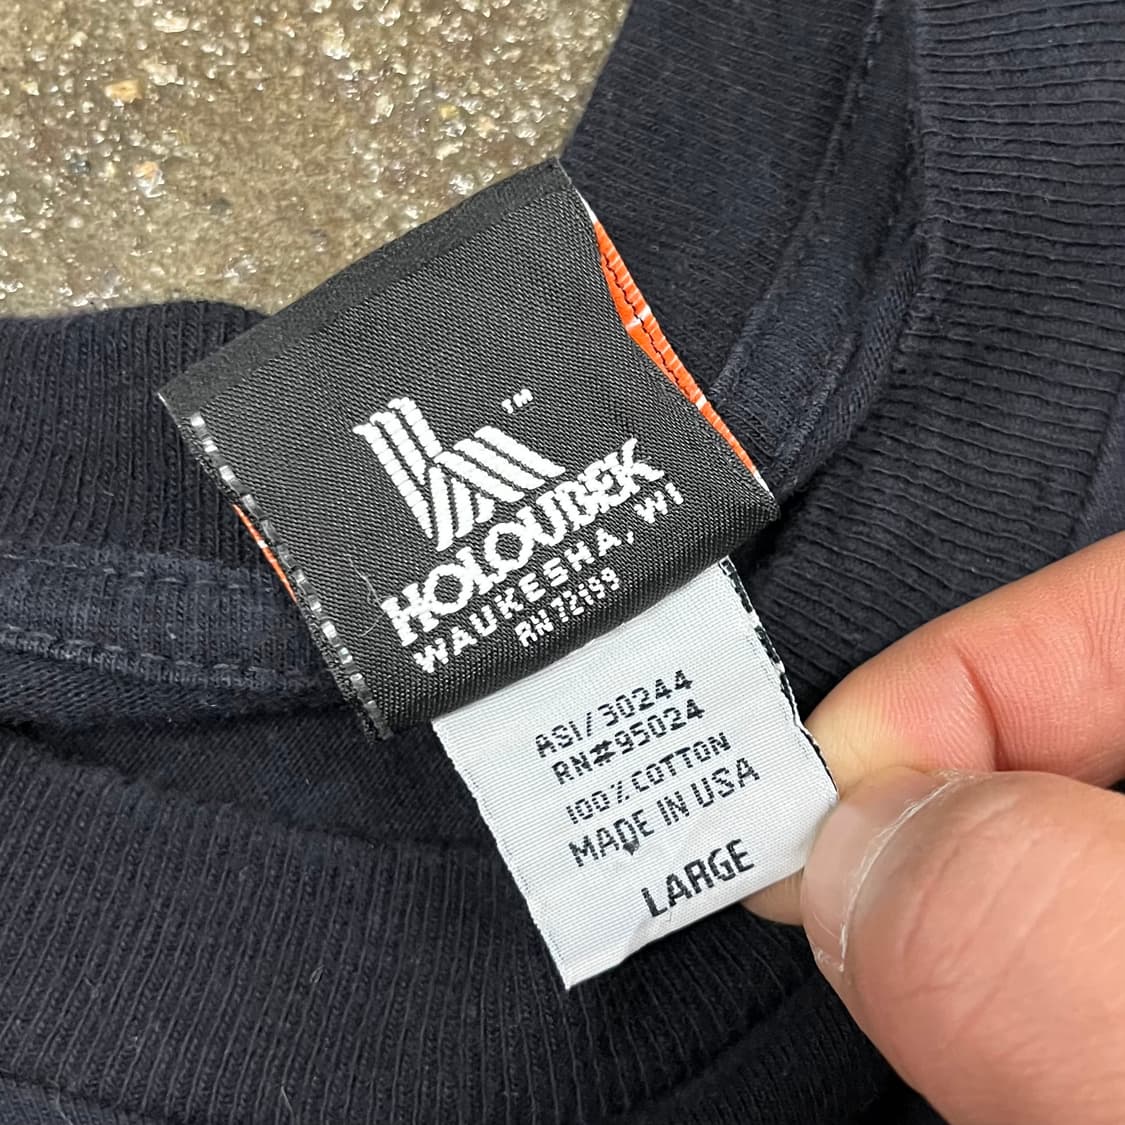 TM
HOLOUBEK
WAUKESHA, WI
RN 72199
ASI/30244
RN#95024
100% COTTON
MADE IN USA
LARGE